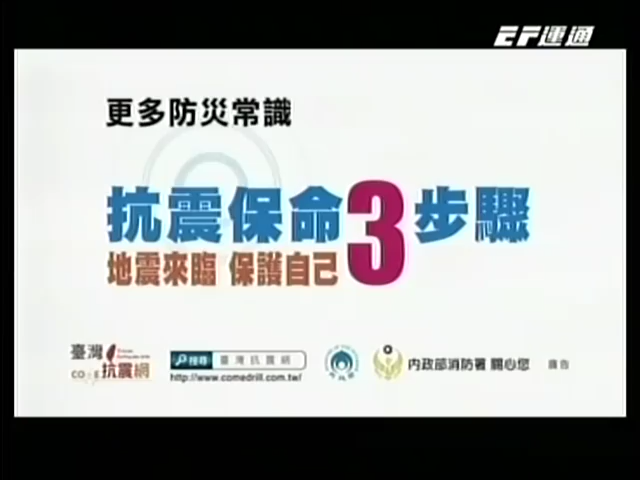 EF運通
更多防災常識
抗震保命3步驟
地震來臨 保護自己
臺灣
抗震網
搜尋 臺灣抗震網
http://www.comedrill.com.tw/
內政部消防署 關心您
廣告